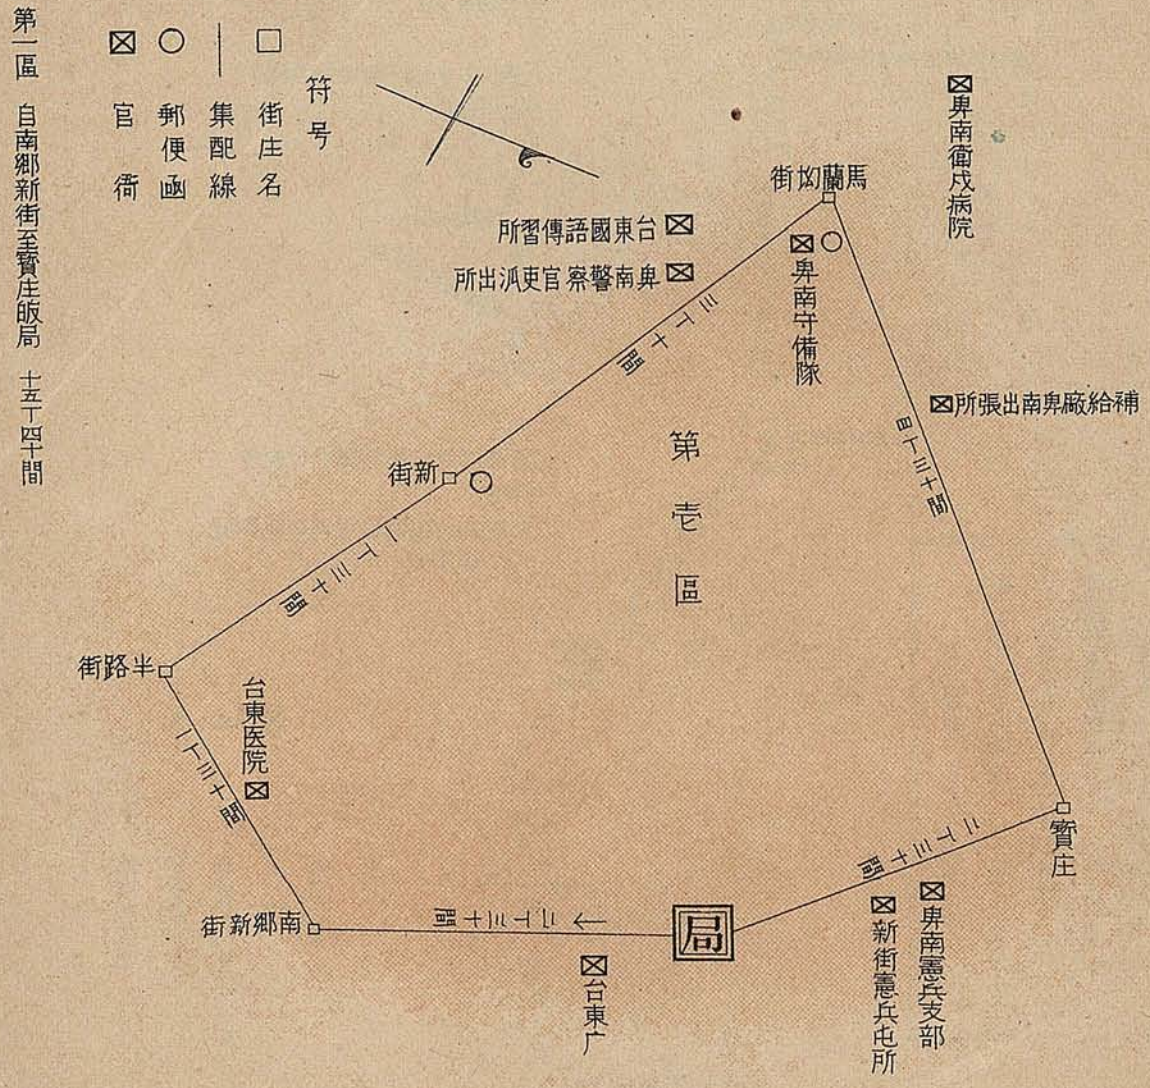 第一區　自南郷新街至寳庄皈局　十五丁四十間
符号
街庄名
集配線
郵便凾
官衙
卑南衛戍病院
馬蘭坳街
台東國語傳習所
卑南警察官吏派出所
卑南守備隊
三丁十間
補給廠卑南出張所
四丁三十間
第壱區
新街
一丁三十間
半路街
台東医院
一丁三十間
寳庄
二丁三十間
南郷新街
二丁三十間
局
台東庁
新街憲兵屯所
卑南憲兵支部